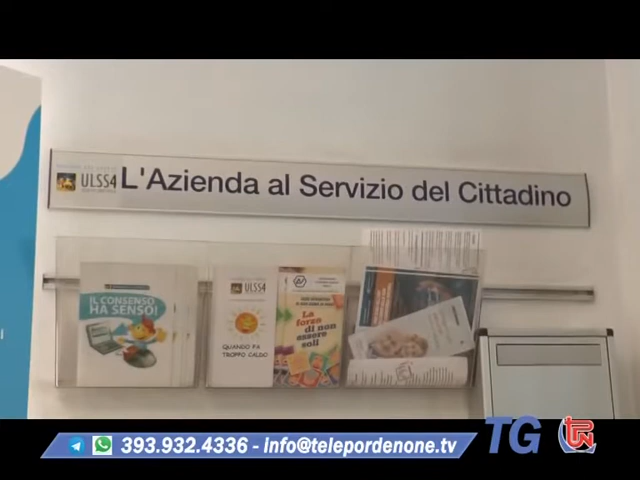 ULSS4
L'Azienda al Servizio del Cittadino
IL CONSENSO
HA SENSO!
ULSS4
QUANDO FA
TROPPO CALDO
La forza
di non
essere
soli
393.932.4336 - info@telepordenone.tv
TG
TPN